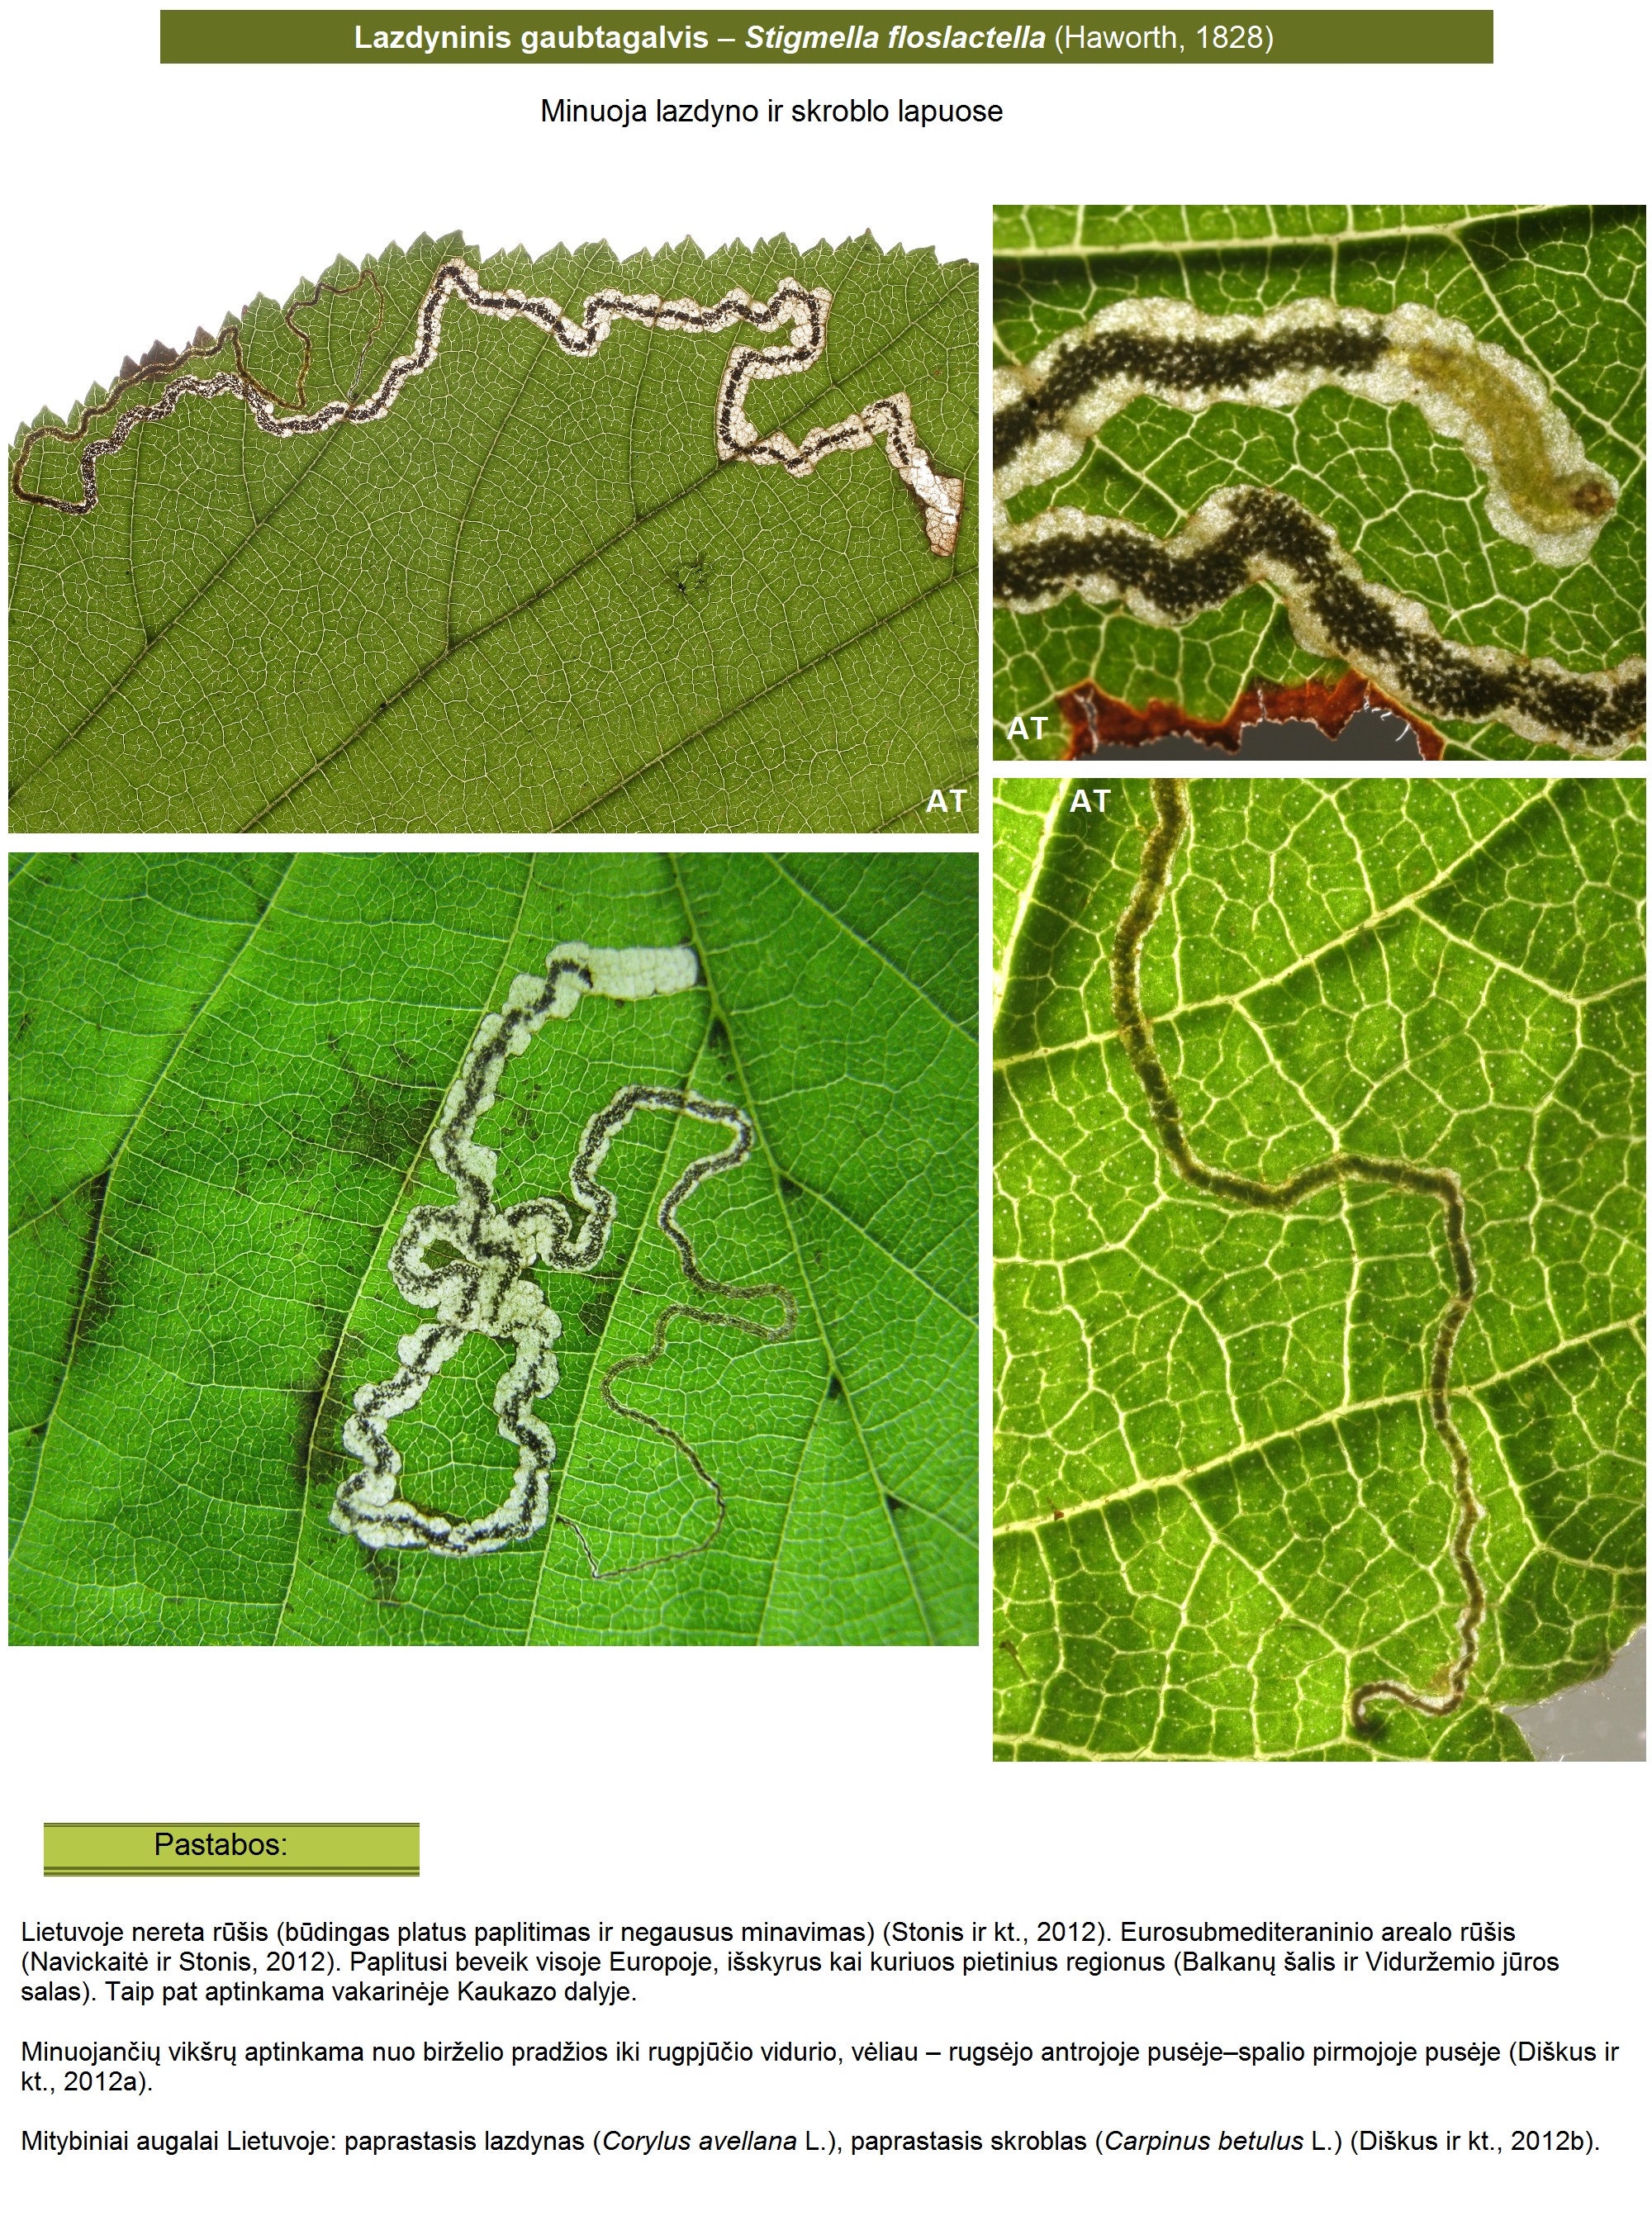 Lazdyninis gaubtagalvis – Stigmella floslactella (Haworth, 1828)
Minuoja lazdyno ir skroblo lapuose
AT
AT
AT
Pastabos:
Lietuvoje nereta rūšis (būdingas platus paplitimas ir negausus minavimas) (Stonis ir kt., 2012). Eurosubmediteraninio arealo rūšis
(Navickaitė ir Stonis, 2012). Paplitusi beveik visoje Europoje, išskyrus kai kuriuos pietinius regionus (Balkanų šalis ir Viduržemio jūros
salas). Taip pat aptinkama vakarinėje Kaukazo dalyje.
Minuojančių vikšrų aptinkama nuo birželio pradžios iki rugpjūčio vidurio, vėliau – rugsėjo antrojoje pusėje–spalio pirmojoje pusėje (Diškus ir
kt., 2012a).
Mitybiniai augalai Lietuvoje: paprastasis lazdynas (Corylus avellana L.), paprastasis skroblas (Carpinus betulus L.) (Diškus ir kt., 2012b).